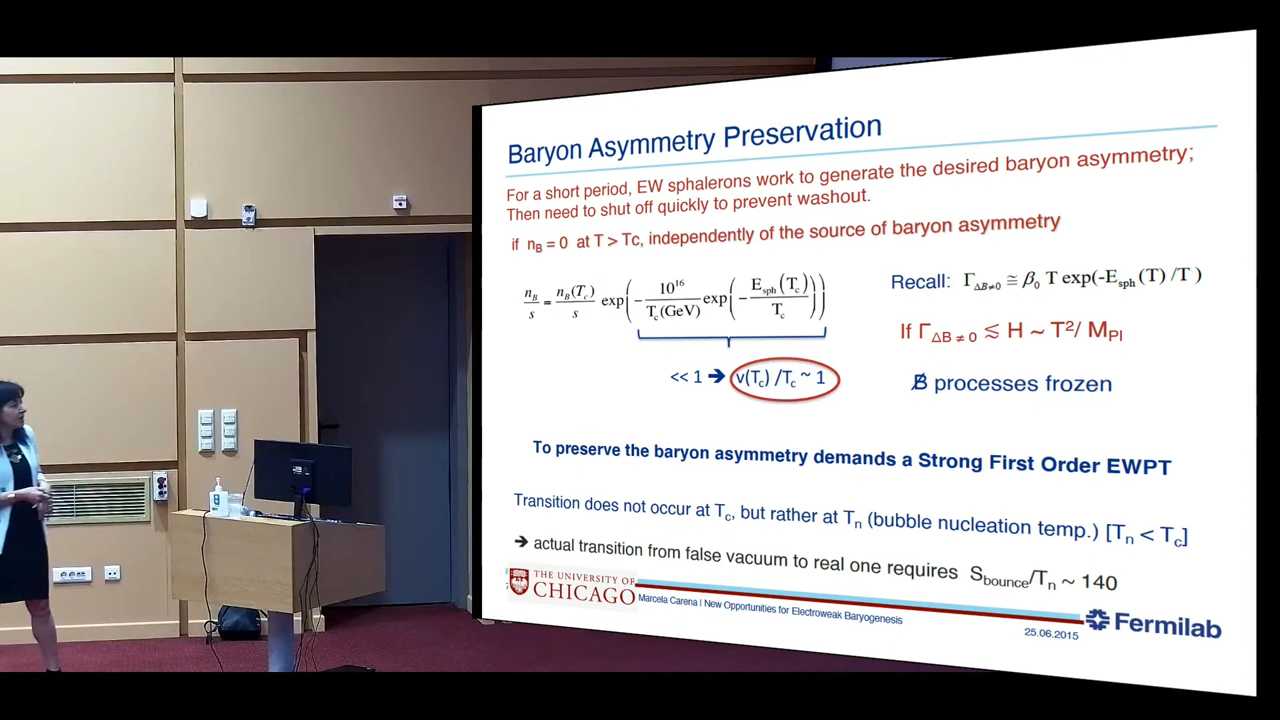 Baryon Asymmetry Preservation
For a short period, EW sphalerons work to generate the desired baryon asymmetry;
Then need to shut off quickly to prevent washout.
if n_B = 0 at T > Tc, independently of the source of baryon asymmetry
n_B/s = n_B(T_c)/s exp(-10^16/T_c(GeV) exp(-E_sph(T_c)/T_c))
Recall: Γ_ΔB≠0 ≅ β_0 T exp(-E_sph(T) /T )
If Γ_ΔB≠0 ≲ H ~ T²/ M_Pl
<< 1 ➔ v(T_c) /T_c ~ 1
B̸ processes frozen
To preserve the baryon asymmetry demands a Strong First Order EWPT
Transition does not occur at T_c, but rather at T_n (bubble nucleation temp.) [T_n < T_c]
➔ actual transition from false vacuum to real one requires S_bounce/T_n ~ 140
THE UNIVERSITY OF
CHICAGO
Marcela Carena | New Opportunities for Electroweak Baryogenesis
25.06.2015
Fermilab